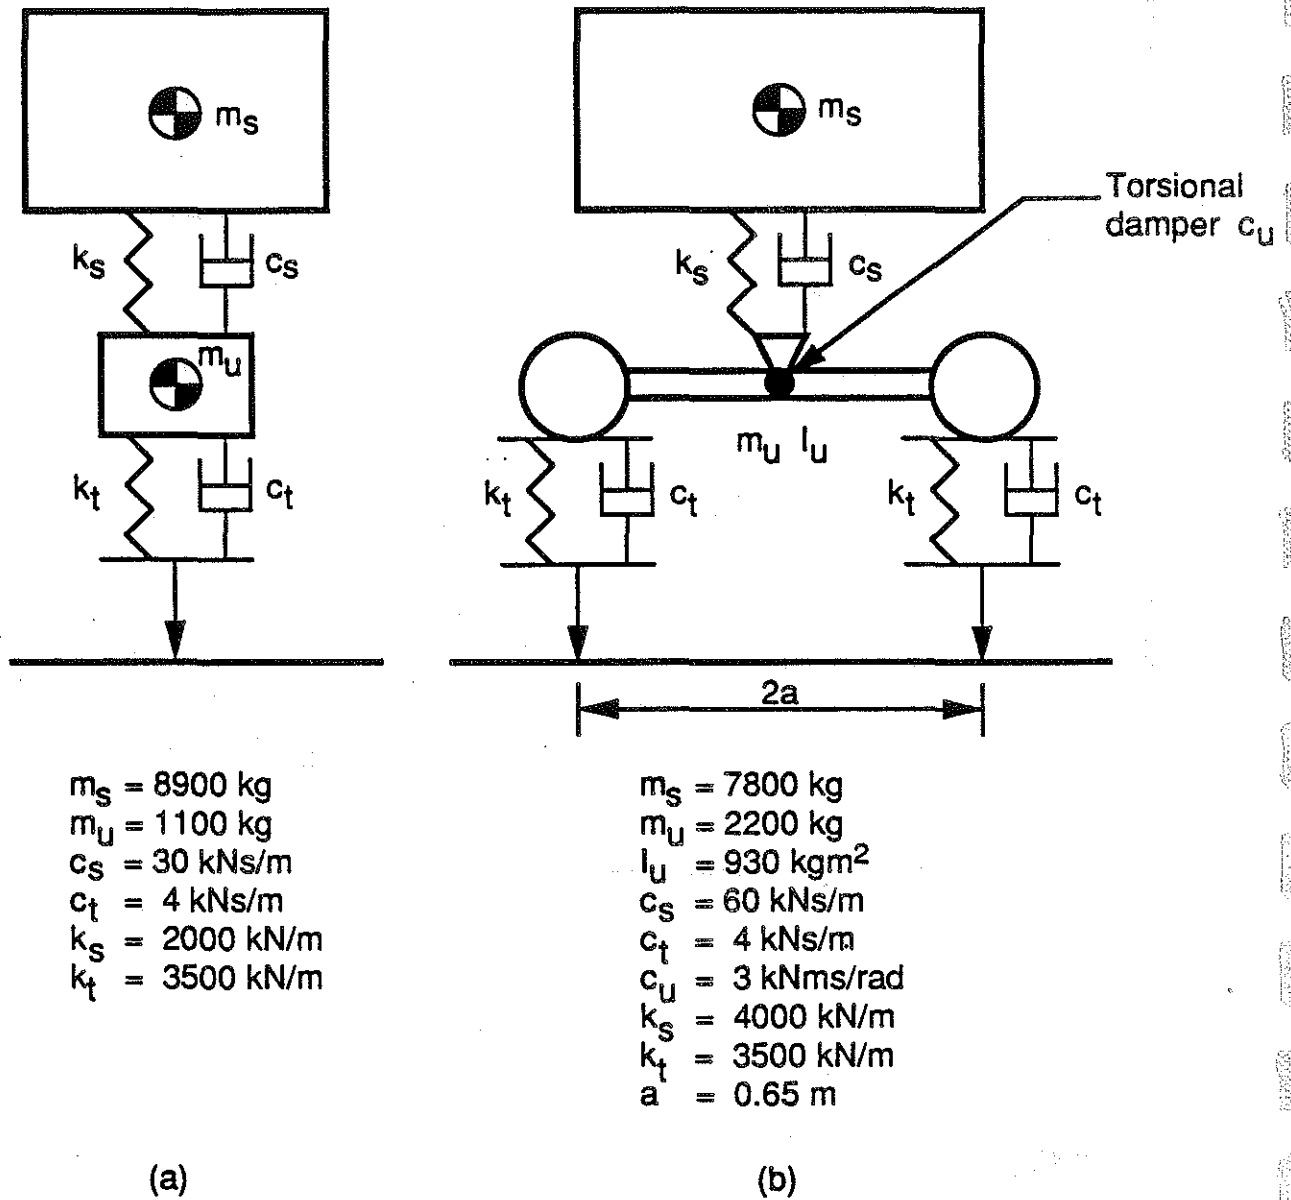 m_s
k_s
c_s
m_u
k_t
c_t
(a)
m_s = 8900 kg
m_u = 1100 kg
c_s = 30 kNs/m
c_t = 4 kNs/m
k_s = 2000 kN/m
k_t = 3500 kN/m
m_s
Torsional
damper c_u
k_s
c_s
m_u I_u
k_t
c_t
k_t
c_t
2a
m_s = 7800 kg
m_u = 2200 kg
I_u = 930 kgm²
c_s = 60 kNs/m
c_t = 4 kNs/m
c_u = 3 kNms/rad
k_s = 4000 kN/m
k_t = 3500 kN/m
a = 0.65 m
(b)